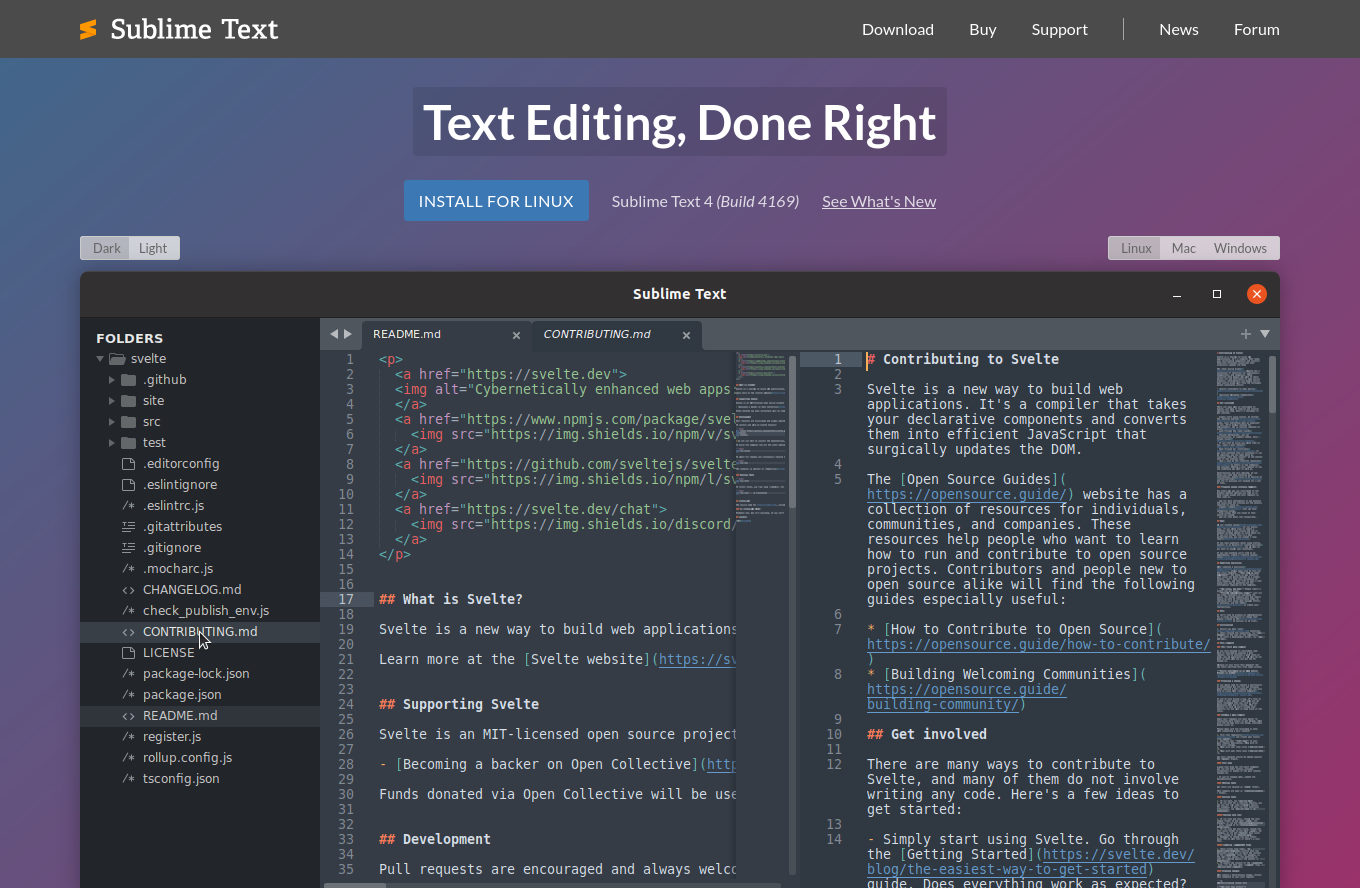 Sublime Text
Download Buy Support News Forum
Text Editing, Done Right
INSTALL FOR LINUX
Sublime Text 4 (Build 4169) See What's New
Dark Light
Linux Mac Windows
Sublime Text
FOLDERS
svelte
.github
site
src
test
.editorconfig
.eslintignore
.eslintrc.js
.gitattributes
.gitignore
.mocharc.js
CHANGELOG.md
check_publish_env.js
CONTRIBUTING.md
LICENSE
package-lock.json
package.json
README.md
register.js
rollup.config.js
tsconfig.json
README.md
CONTRIBUTING.md
1 <p>
2 <a href="https://svelte.dev">
3 <img alt="Cybernetically enhanced web apps
4 </a>
5 <a href="https://www.npmjs.com/package/sve
6 <img src="https://img.shields.io/npm/v/s
7 </a>
8 <a href="https://github.com/sveltejs/svelte
9 <img src="https://img.shields.io/npm/l/sv
10 </a>
11 <a href="https://svelte.dev/chat">
12 <img src="https://img.shields.io/discord/
13 </a>
14 </p>
15
16
17 ## What is Svelte?
18
19 Svelte is a new way to build web applications
20
21 Learn more at the [Svelte website](https://sv
22
23
24 ## Supporting Svelte
25
26 Svelte is an MIT-licensed open source project
27
28 - [Becoming a backer on Open Collective](http
29
30 Funds donated via Open Collective will be use
31
32
33 ## Development
34
35 Pull requests are encouraged and always welco
1 # Contributing to Svelte
2
3 Svelte is a new way to build web
applications. It's a compiler that takes
your declarative components and converts
them into efficient JavaScript that
surgically updates the DOM.
4
5 The [Open Source Guides](
https://opensource.guide/) website has a
collection of resources for individuals,
communities, and companies. These
resources help people who want to learn
how to run and contribute to open source
projects. Contributors and people new to
open source alike will find the following
guides especially useful:
6
7 * [How to Contribute to Open Source](
https://opensource.guide/how-to-contribute/
)
8 * [Building Welcoming Communities](
https://opensource.guide/
building-community/)
9
10 ## Get involved
11
12 There are many ways to contribute to
Svelte, and many of them do not involve
writing any code. Here's a few ideas to
get started:
13
14 - Simply start using Svelte. Go through
the [Getting Started](https://svelte.dev/
blog/the-easiest-way-to-get-started)
guide. Does everything work as expected?